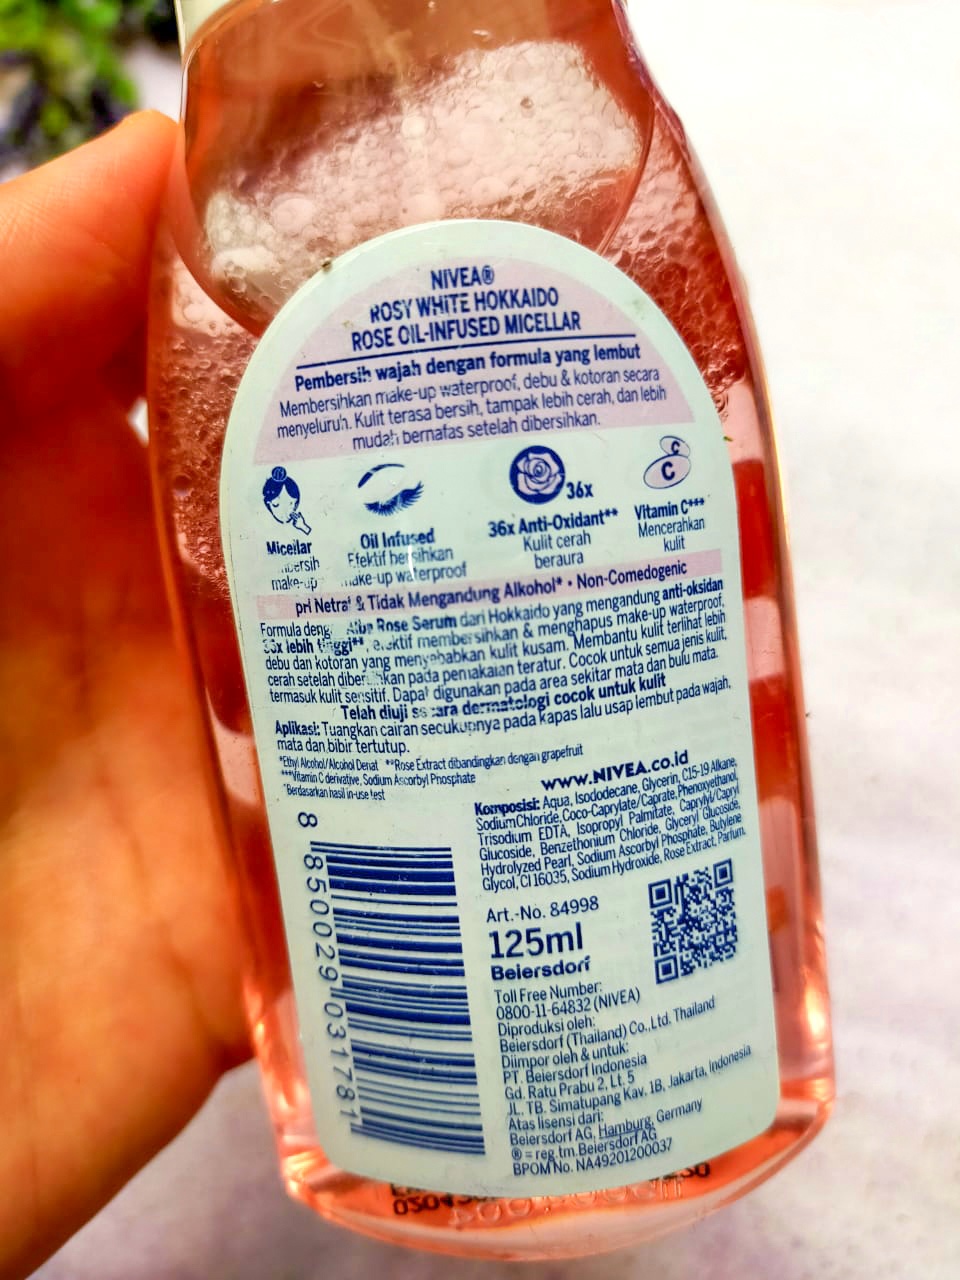 NIVEA®
ROSY WHITE HOKKAIDO
ROSE OIL-INFUSED MICELLAR
Pembersih wajah dengan formula yang lembut
Membersihkan make-up waterproof, debu & kotoran secara
menyeluruh. Kulit terasa bersih, tampak lebih cerah, dan lebih
mudah bernafas setelah dibersihkan.
36x
C
C
Micellar
make-up
Oil Infused
Efektif bersihkan
make-up waterproof
36x Anti-Oxidant**
Kulit cerah
beraura
Vitamin C***
Mencerahkan
kulit
& Tidak Mengandung Alkohol* • Non-Comedogenic
Formula Alba Rose Serum dari Hokkaido yang mengandung anti-oksidan
lebih tinggi**, efektif membersihkan & menghapus make-up waterproof,
debu dan kotoran yang menyebabkan kulit kusam. Membantu kulit terlihat lebih
cerah setelah dibersihkan pada pemakaian teratur. Cocok untuk semua jenis kulit,
termasuk kulit sensitif. Dapat digunakan pada area sekitar mata dan bulu mata.
Telah diuji secara dermatologi cocok untuk kulit
Aplikasi: Tuangkan cairan secukupnya pada kapas lalu usap lembut pada wajah,
mata dan bibir tertutup.
*Ethyl Alcohol/Alcohol Denat **Rose Extract dibandingkan dengan grapefruit
***Vitamin C derivative, Sodium Ascorbyl Phosphate
Berdasarkan hasil in-use test
www.NIVEA.co.id
Komposisi: Aqua, Isododecane, Glycerin, C15-19 Alkane,
Sodium Chloride, Coco-Caprylate/Caprate, Phenoxyethanol,
Trisodium EDTA, Isopropyl Palmitate, Caprylyl/Capryl
Glucoside, Benzethonium Chloride, Glyceryl Glucoside,
Hydrolyzed Pearl, Sodium Ascorbyl Phosphate, Butylene
Glycol, CI 16035, Sodium Hydroxide, Rose Extract, Parfum.
8 850029 031781
Art.-No. 84998
125ml
Beiersdorf
Toll Free Number:
0800-11-64832 (NIVEA)
Diproduksi oleh:
Beiersdorf (Thailand) Co.,Ltd. Thailand
Diimpor oleh & untuk:
PT. Beiersdorf Indonesia
Gd. Ratu Prabu 2, Lt. 5
JL. TB. Simatupang Kav. 1B, Jakarta, Indonesia
Atas lisensi dari:
Beiersdorf AG, Hamburg, Germany
® = reg.tm.Beiersdorf AG
BPOM No. NA49201200037